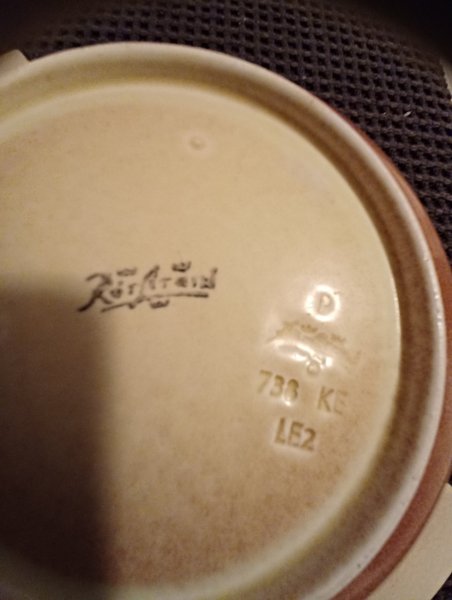 Rörstrand
P
738 KE
LE2